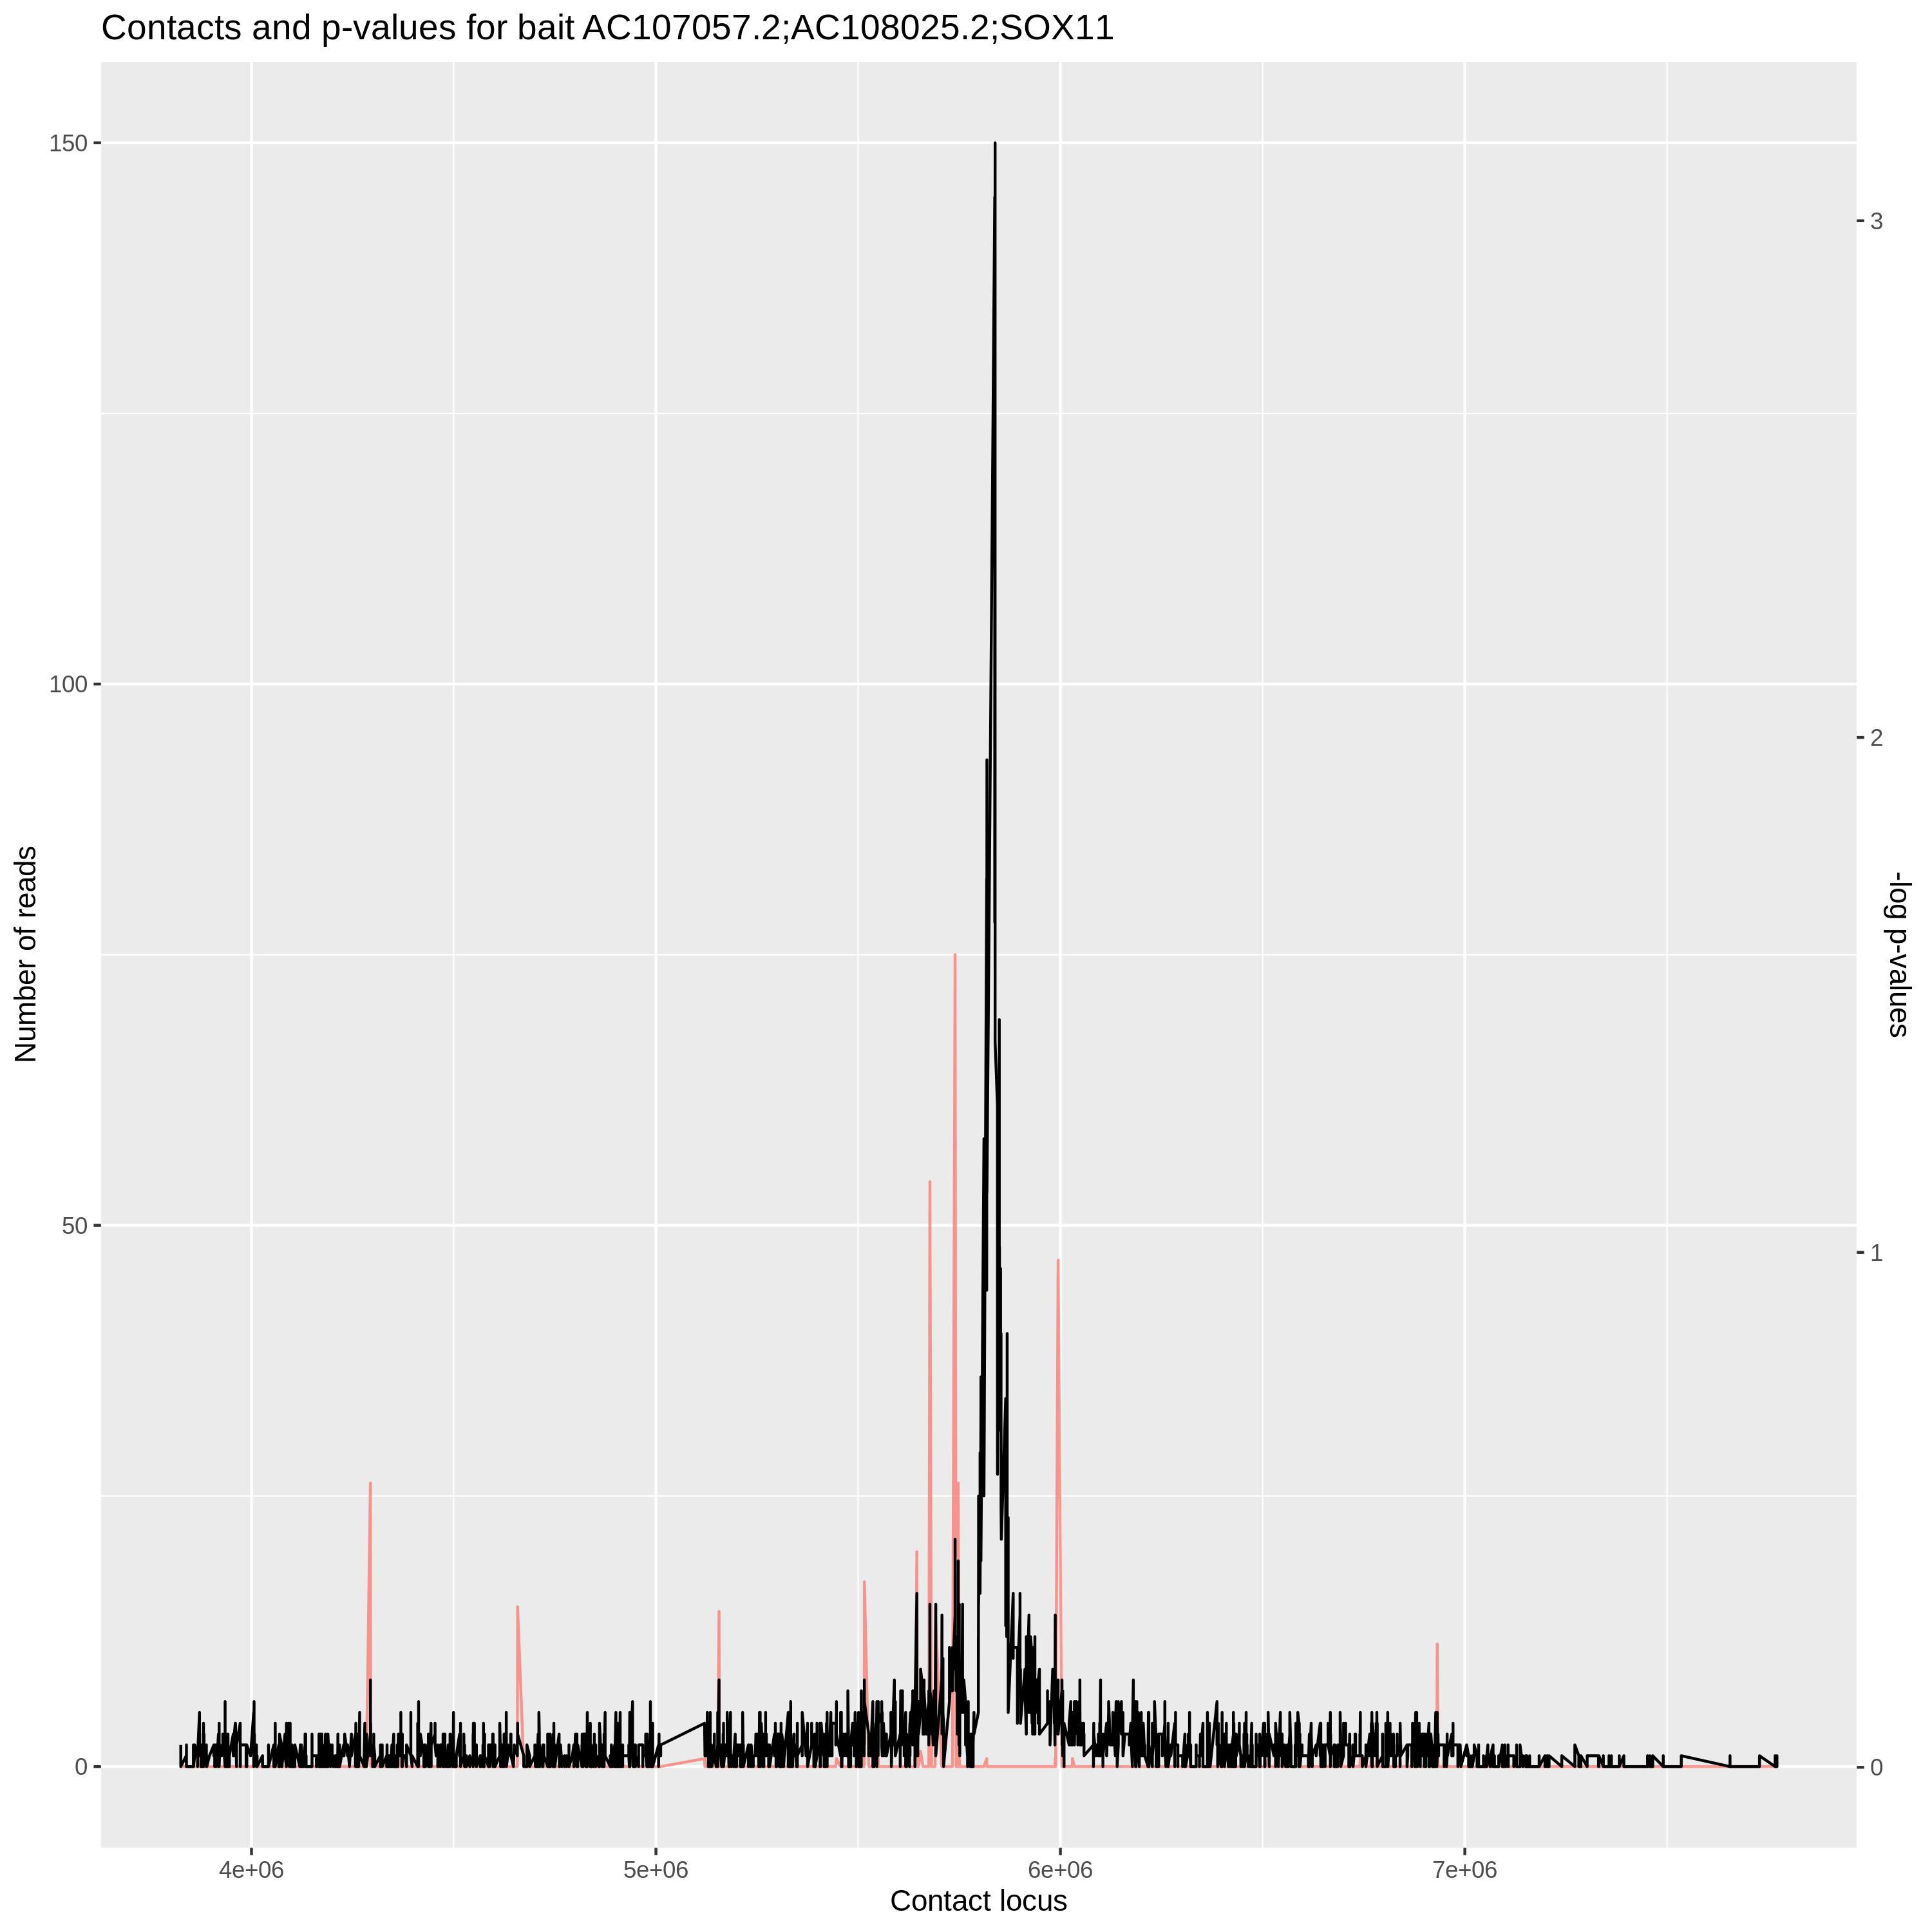 Contacts and p-values for bait AC107057.2;AC108025.2;SOX11
150
100
50
0
Number of reads
3
2
1
0
-log p-values
4e+06
5e+06
6e+06
7e+06
Contact locus